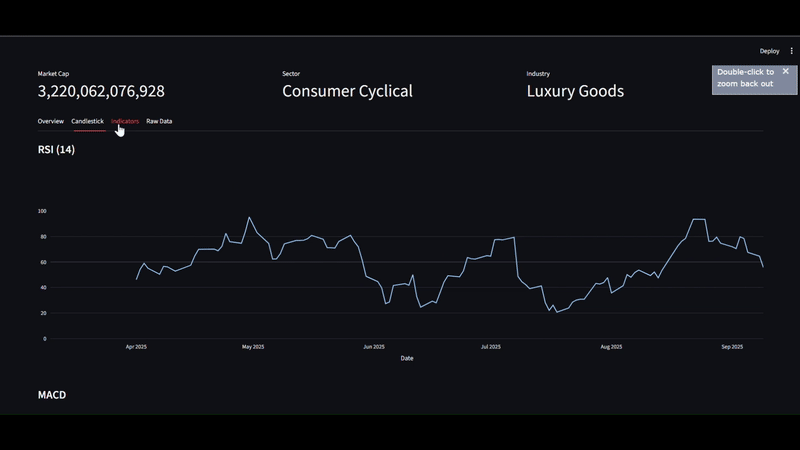 Deploy
Double-click to
zoom back out
Market Cap
Sector
Industry
3,220,062,076,928
Consumer Cyclical
Luxury Goods
Overview Candlestick Indicators Raw Data
RSI (14)
100
80
60
40
20
0
Apr 2025 May 2025 Jun 2025 Jul 2025 Aug 2025 Sep 2025
Date
MACD